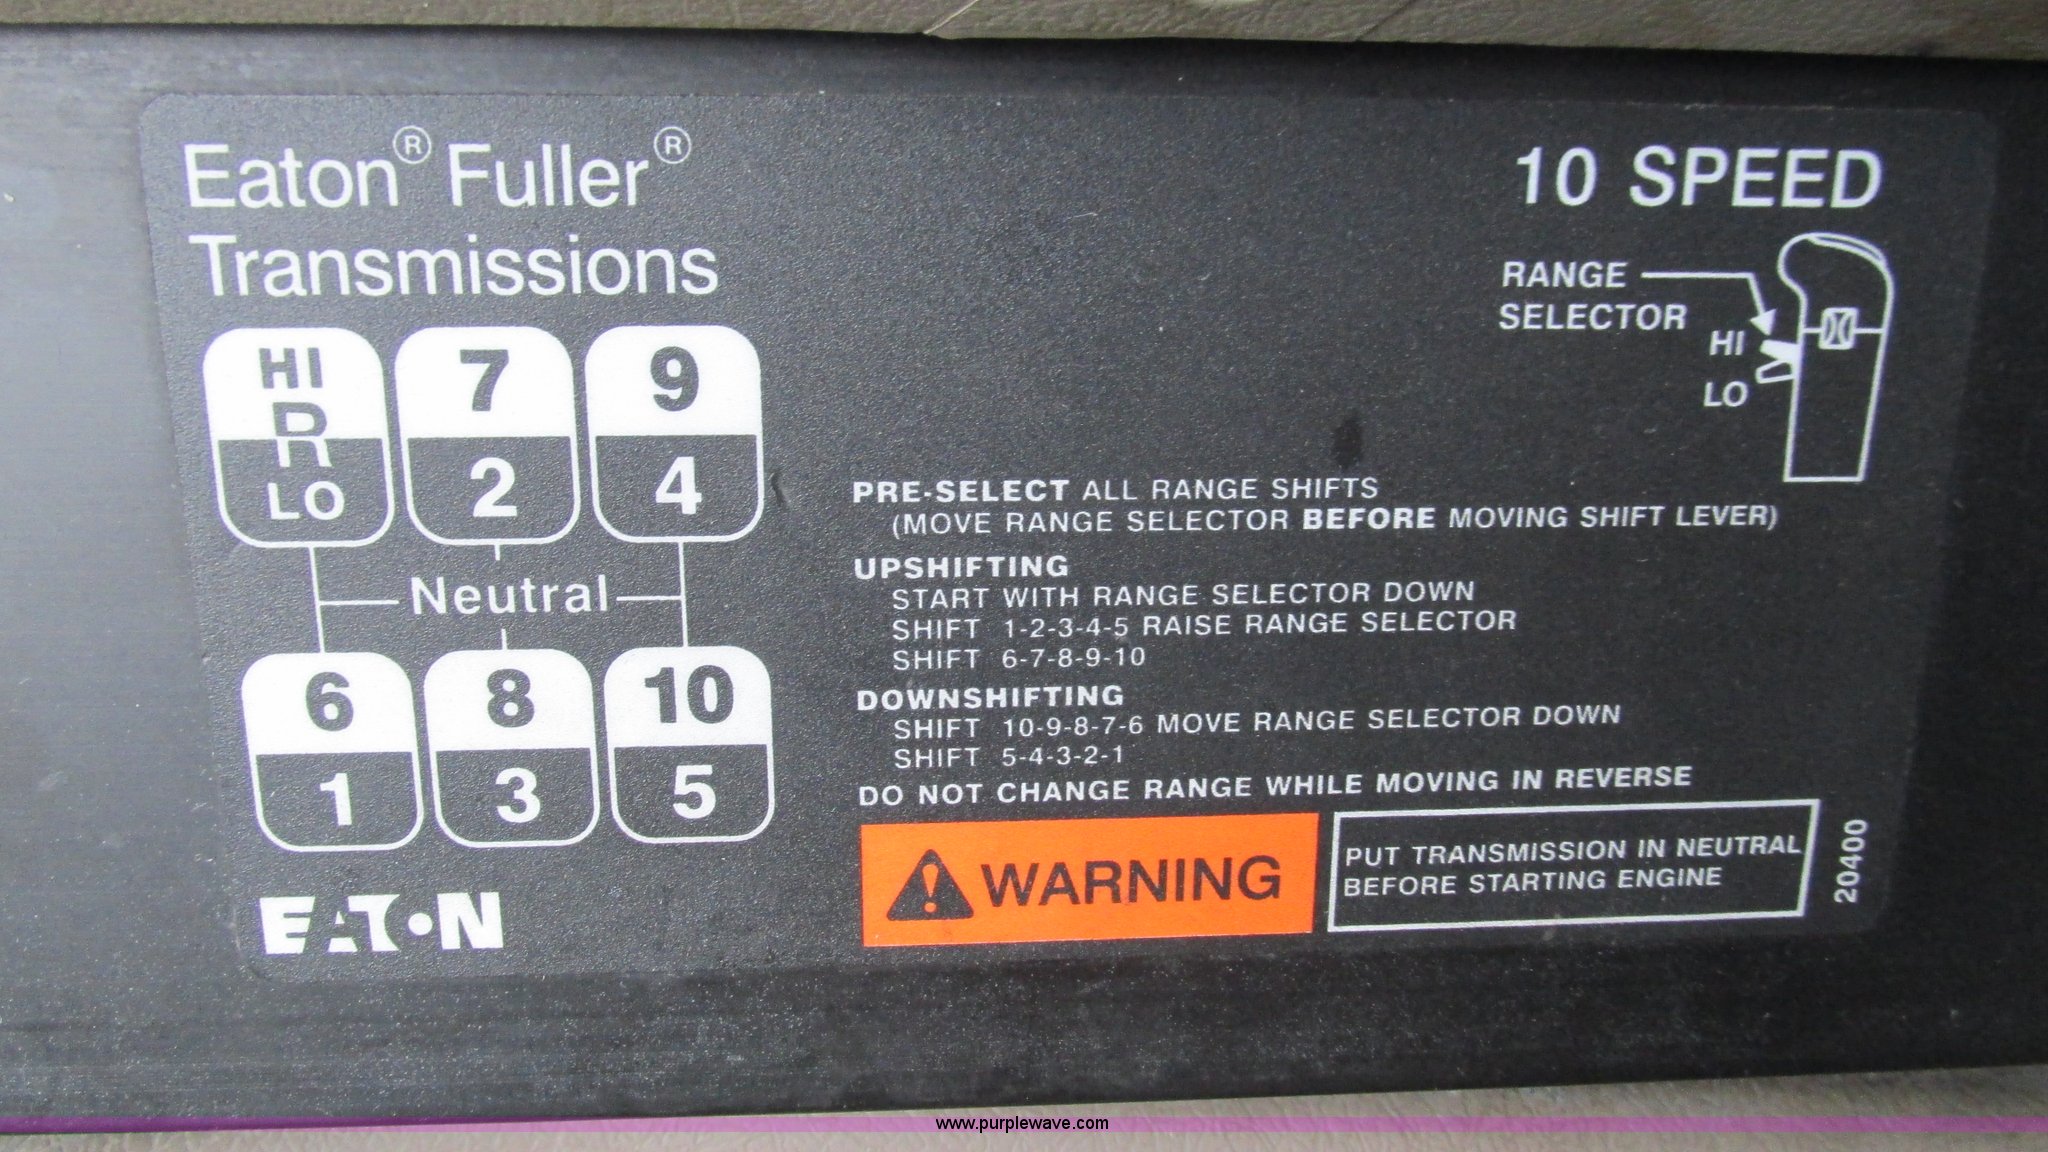 Eaton® Fuller®
Transmissions
10 SPEED
RANGE
SELECTOR
HI
LO
HI
R
LO
7
2
9
4
Neutral
6
1
8
3
10
5
PRE-SELECT ALL RANGE SHIFTS
(MOVE RANGE SELECTOR BEFORE MOVING SHIFT LEVER)
UPSHIFTING
START WITH RANGE SELECTOR DOWN
SHIFT 1-2-3-4-5 RAISE RANGE SELECTOR
SHIFT 6-7-8-9-10
DOWNSHIFTING
SHIFT 10-9-8-7-6 MOVE RANGE SELECTOR DOWN
SHIFT 5-4-3-2-1
DO NOT CHANGE RANGE WHILE MOVING IN REVERSE
WARNING
PUT TRANSMISSION IN NEUTRAL
BEFORE STARTING ENGINE
20400
EATON
www.purplewave.com